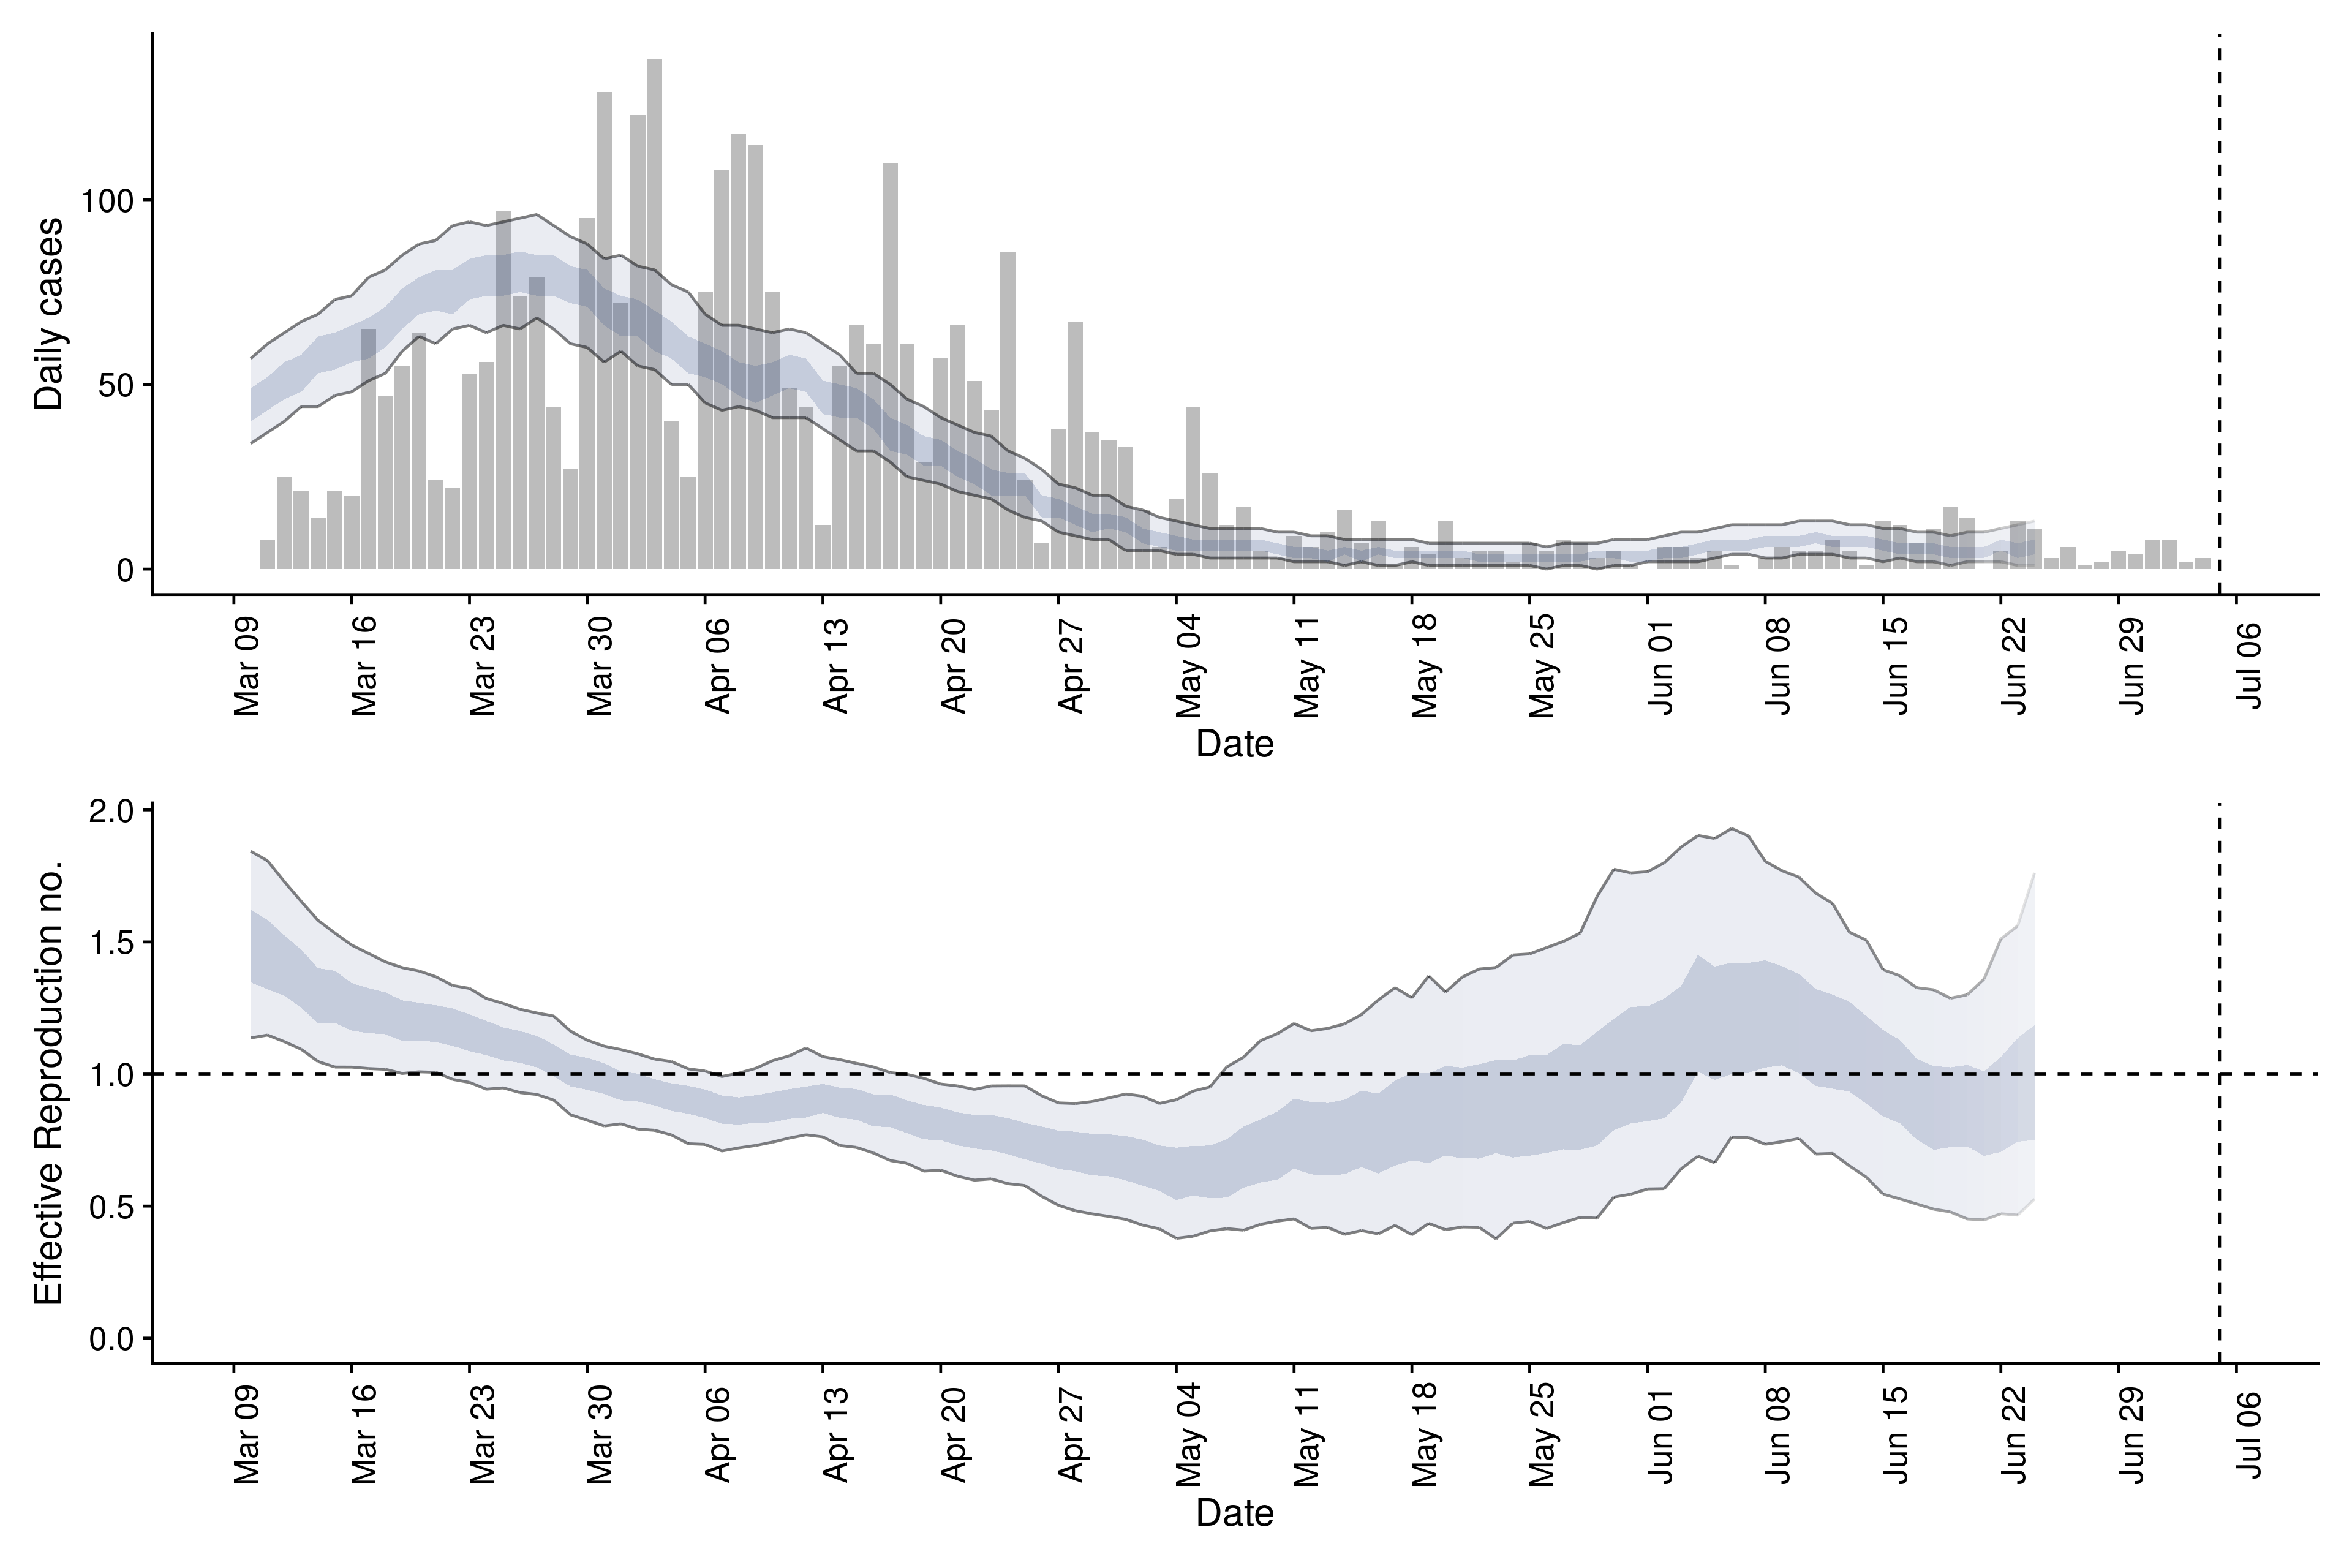 Daily cases
100
50
0
Mar 09
Mar 16
Mar 23
Mar 30
Apr 06
Apr 13
Apr 20
Apr 27
May 04
May 11
May 18
May 25
Jun 01
Jun 08
Jun 15
Jun 22
Jun 29
Jul 06
Date
Effective Reproduction no.
2.0
1.5
1.0
0.5
0.0
Mar 09
Mar 16
Mar 23
Mar 30
Apr 06
Apr 13
Apr 20
Apr 27
May 04
May 11
May 18
May 25
Jun 01
Jun 08
Jun 15
Jun 22
Jun 29
Jul 06
Date